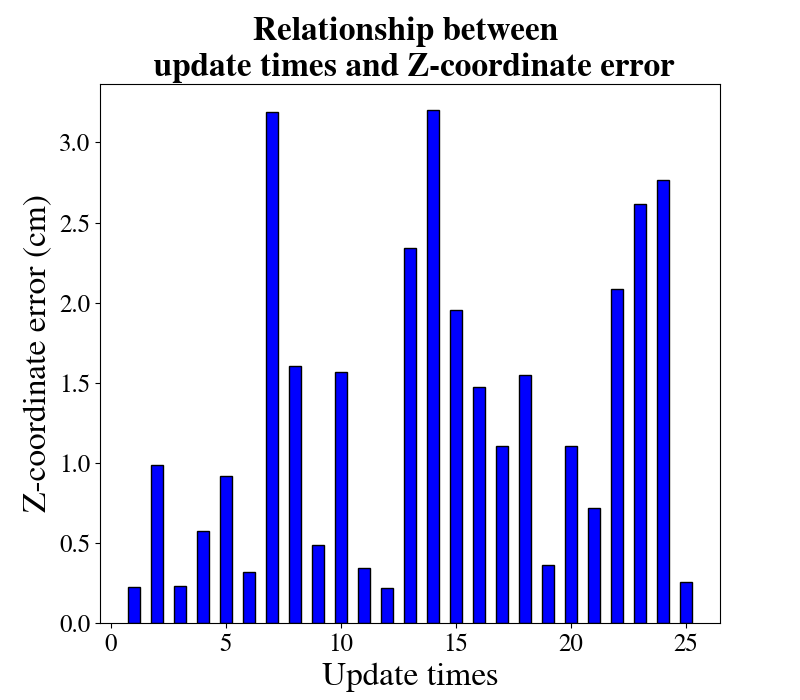 Relationship between
update times and Z-coordinate error
Z-coordinate error (cm)
3.0
2.5
2.0
1.5
1.0
0.5
0.0
0 5 10 15 20 25
Update times